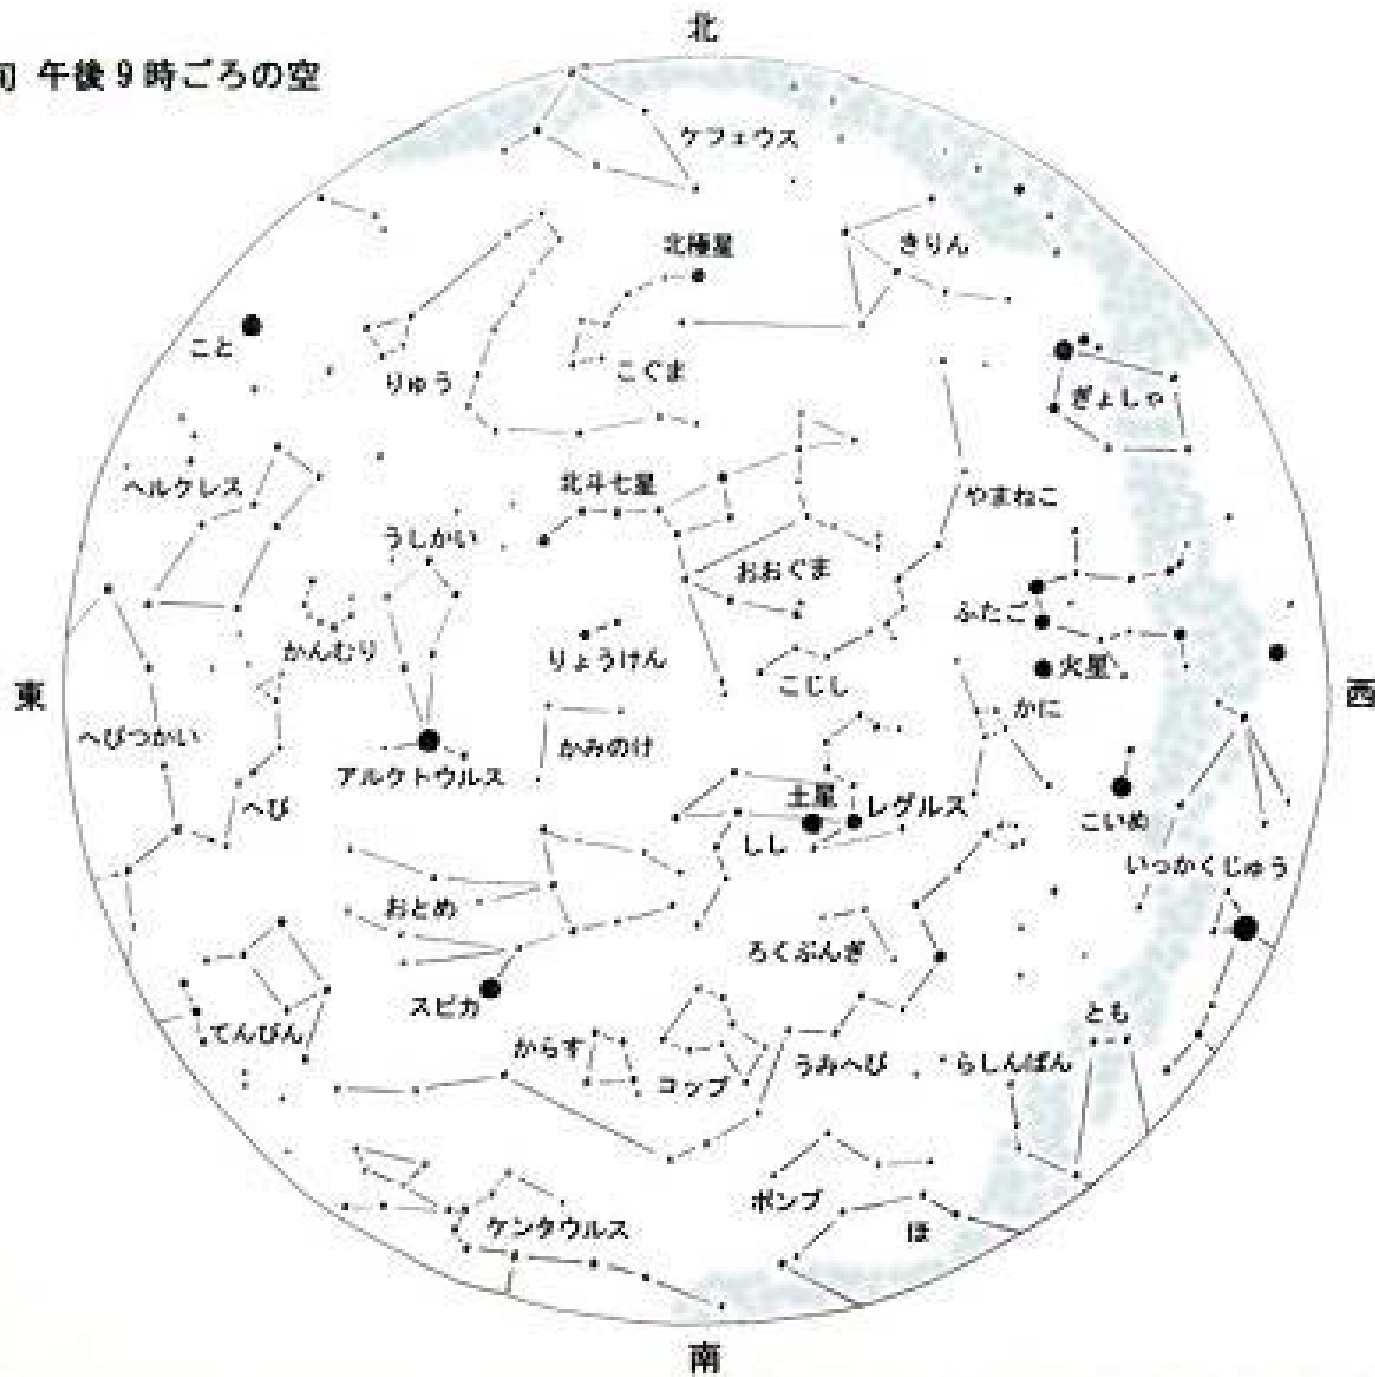 北
旬 午後9時ごろの空
ケフェウス
北極星
きりん
こと
りゅう
こぐま
ぎょしゃ
ヘルクレス
北斗七星
やまねこ
うしかい
おおぐま
ふたご
かんむり
りょうけん
こじし
火星
東
西
へびつかい
かみのけ
かに
アルクトウルス
へび
土星
レグルス
こいぬ
しし
いっかくじゅう
おとめ
ろくぶんぎ
スピカ
てんびん
からす
コップ
うみへび
らしんばん
とも
ポンプ
ケンタウルス
ほ
南